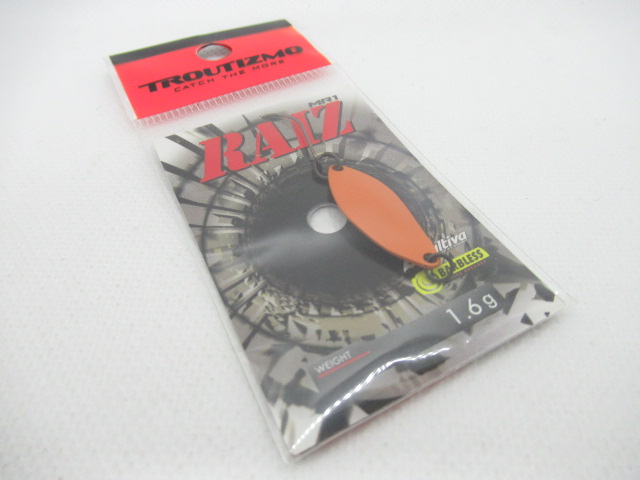 TROUTIZMO
CATCH THE MORE
MR1
RAIZ
BARBLESS
WEIGHT
1.6g